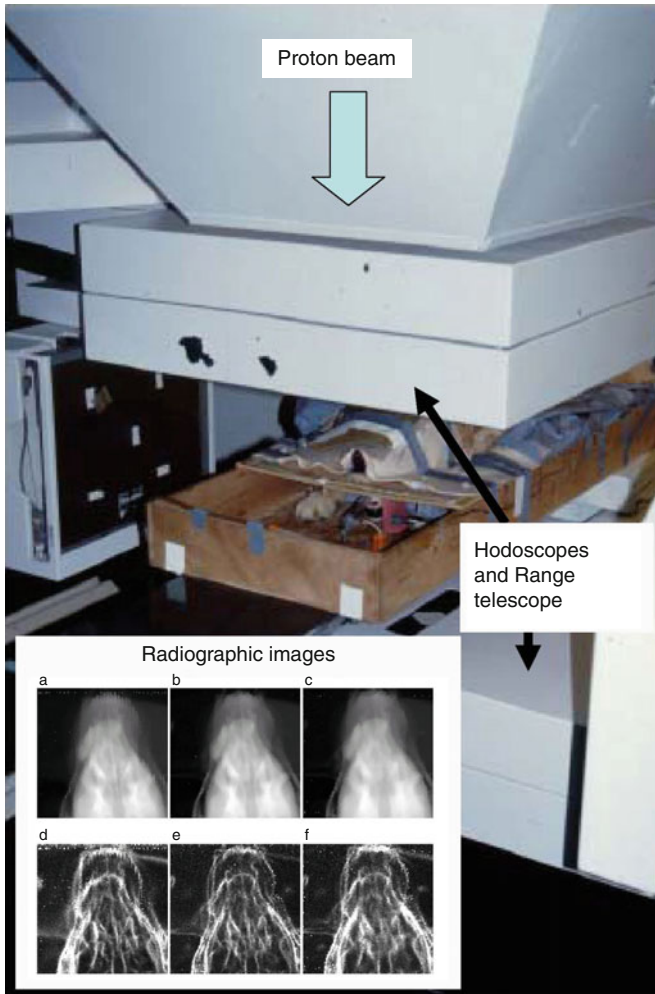 Proton beam
Hodoscopes
and Range
telescope
Radiographic images
a b c
d e f